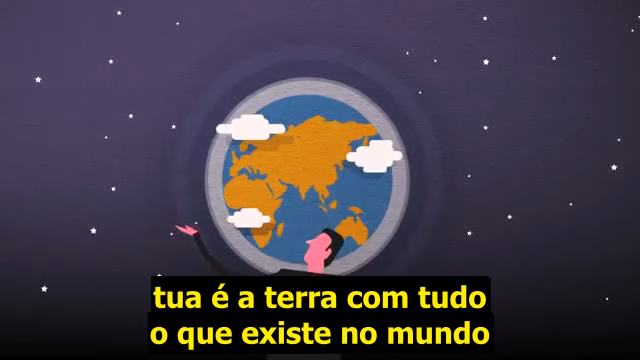 tua é a terra com tudo
o que existe no mundo